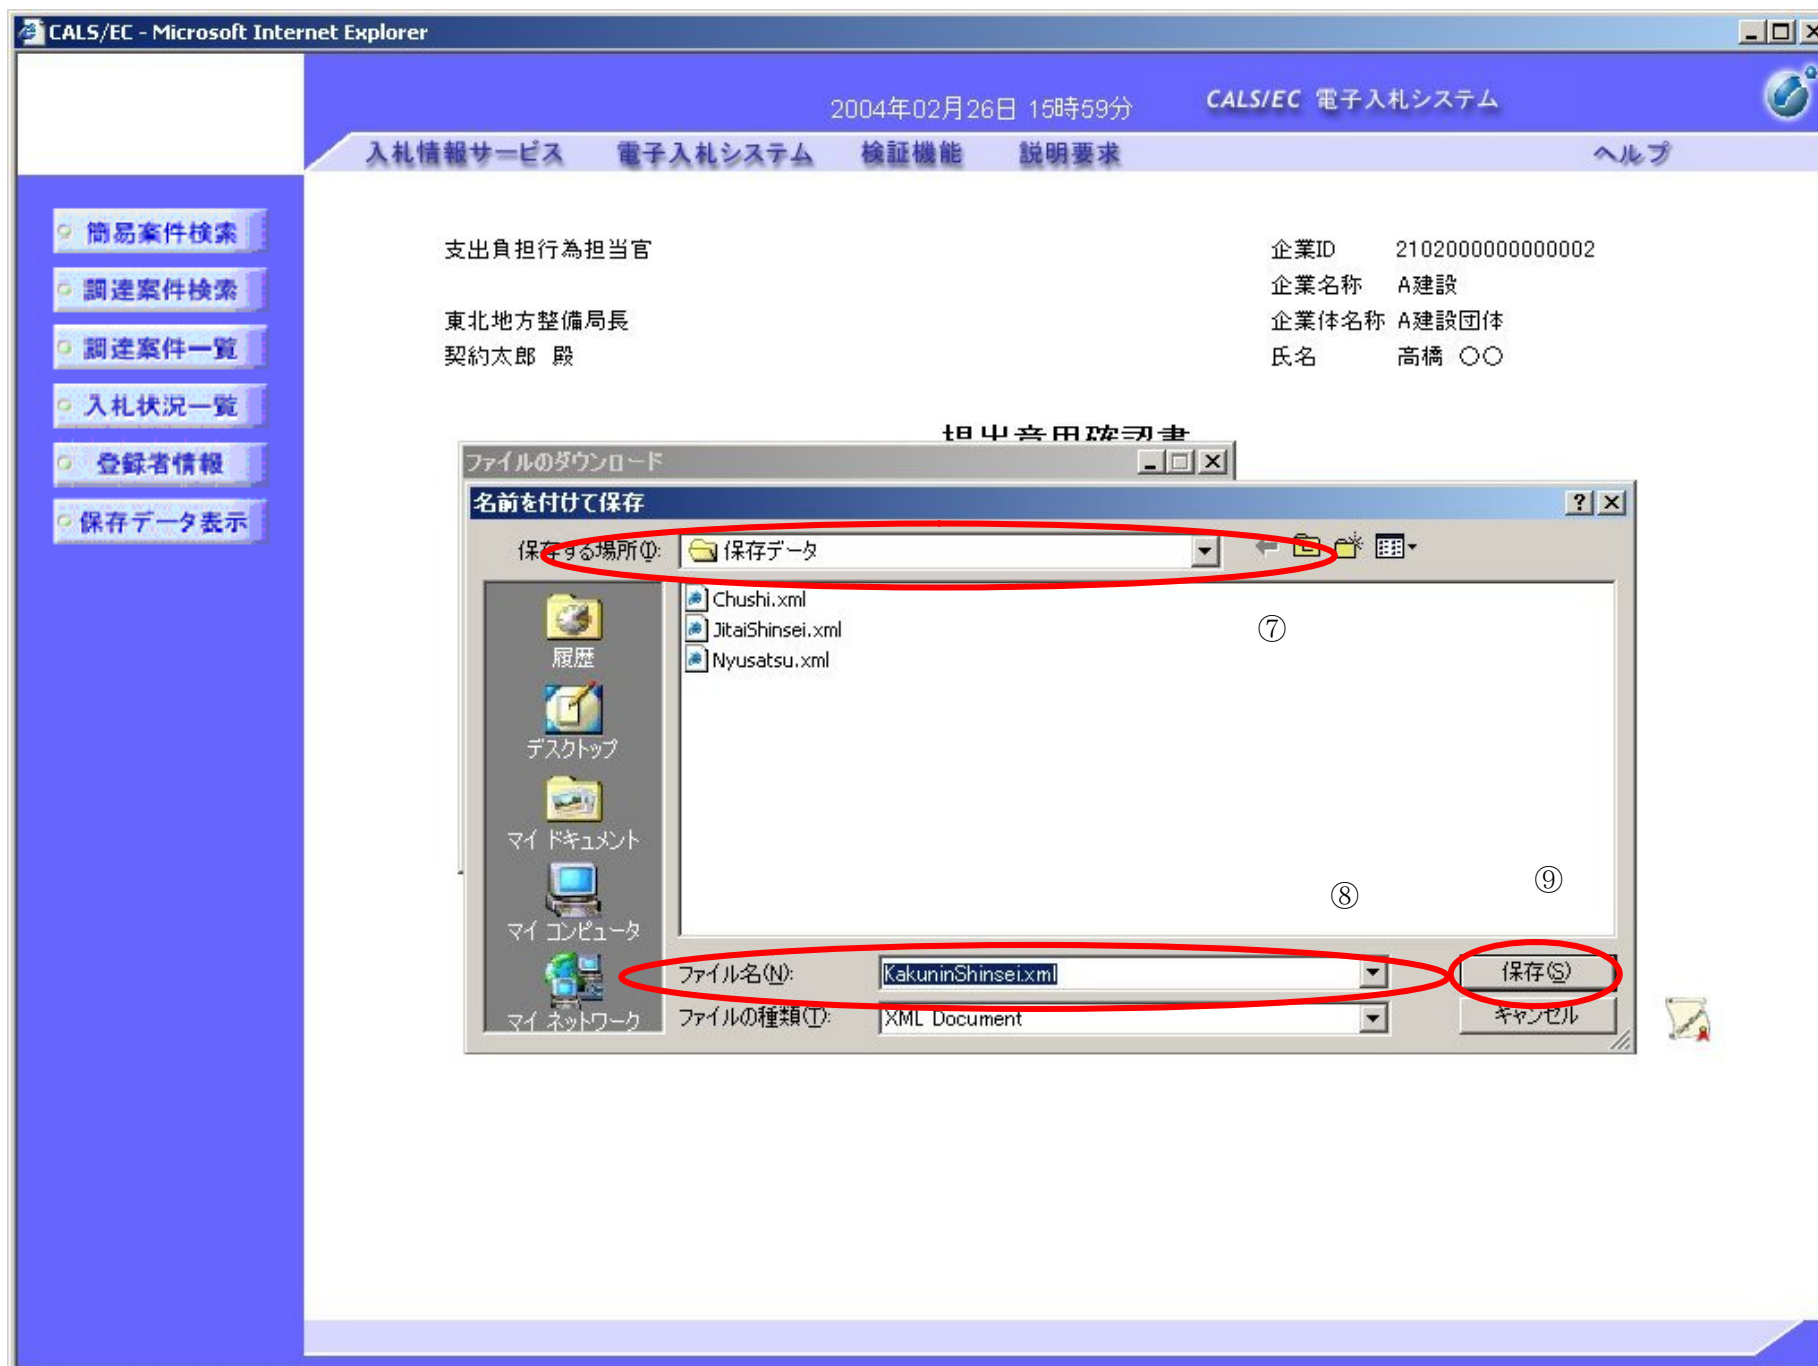 CALS/EC - Microsoft Internet Explorer
2004年02月26日 15時59分
CALS/EC 電子入札システム
入札情報サービス 電子入札システム 検証機能 説明要求 ヘルプ
簡易案件検索
調達案件検索
調達案件一覧
入札状況一覧
登録者情報
保存データ表示
支出負担行為担当官
東北地方整備局長
契約太郎 殿
企業ID 2102000000000002
企業名称 A建設
企業体名称 A建設団体
氏名 高橋 〇〇
提出意思確認書
ファイルのダウンロード
名前を付けて保存
保存する場所(I): 保存データ
Chushi.xml
JitaiShinsei.xml
Nyusatsu.xml
⑦
履歴
デスクトップ
マイ ドキュメント
マイ コンピュータ
マイ ネットワーク
⑧
⑨
ファイル名(N): KakuninShinsei.xml 保存(S)
ファイルの種類(T): XML Document キャンセル